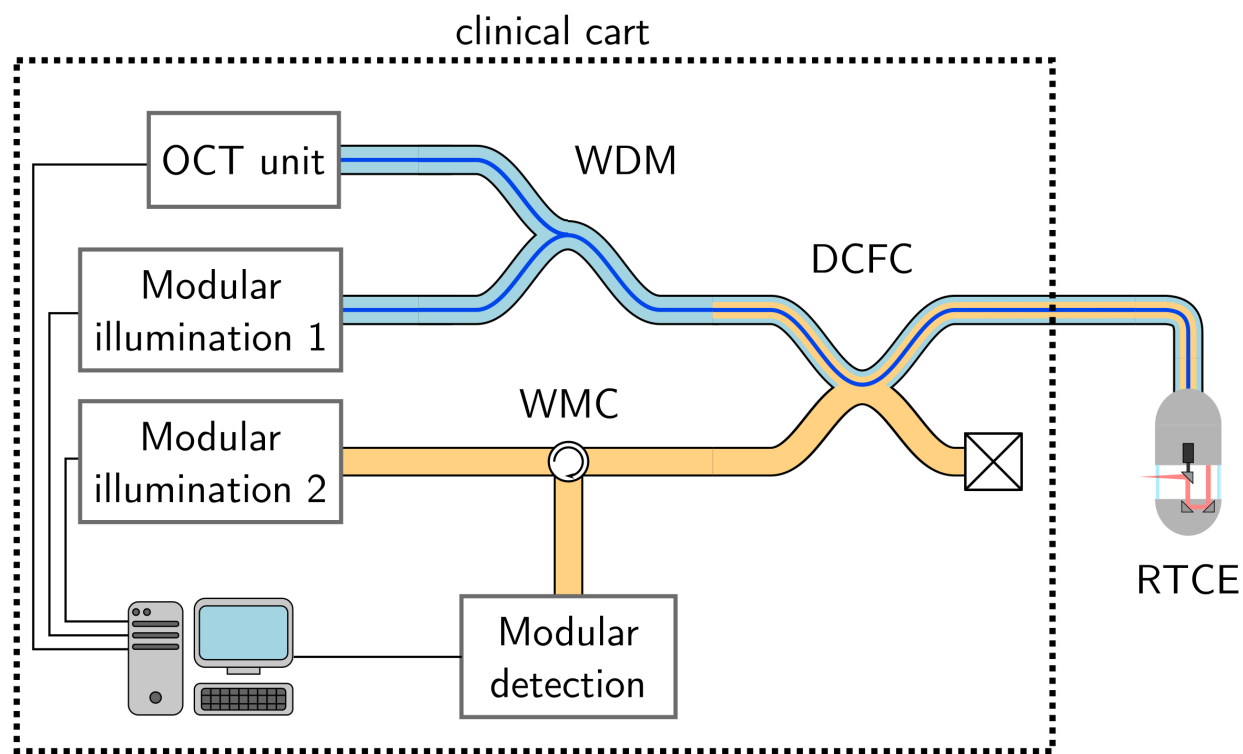 clinical cart
OCT unit
WDM
Modular
illumination 1
DCFC
Modular
illumination 2
WMC
RTCE
Modular
detection